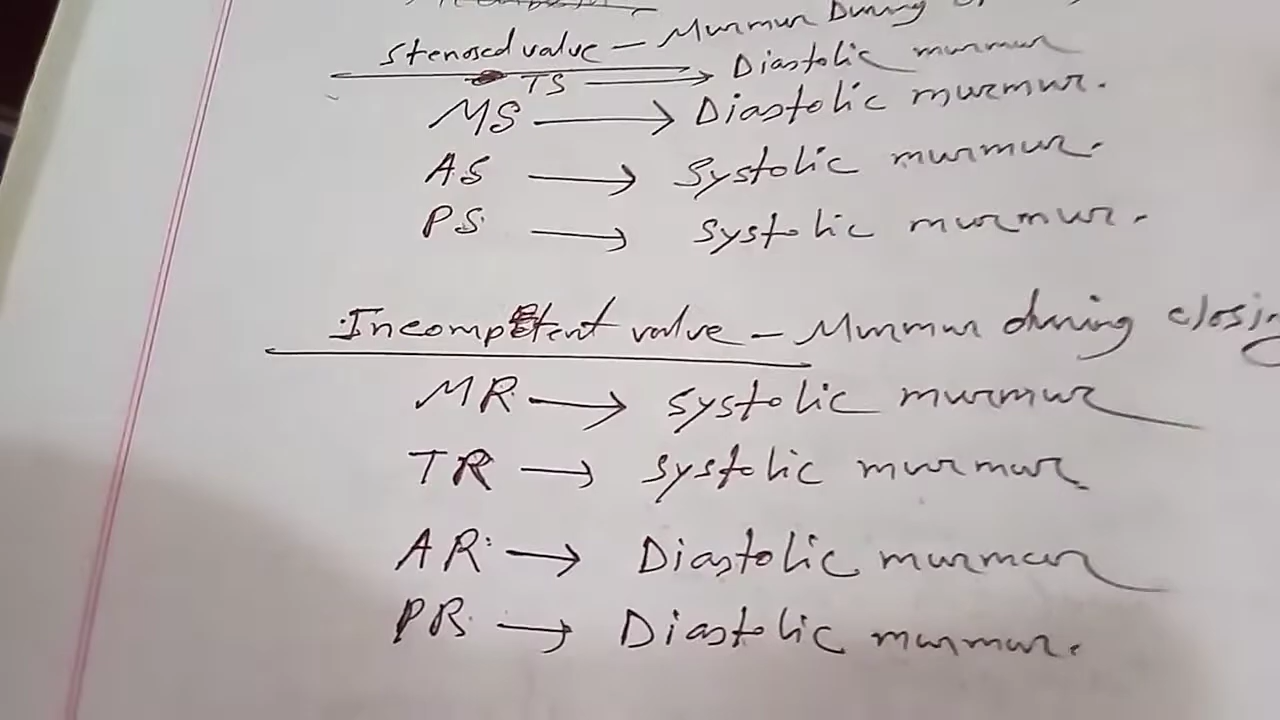 Stenosed valve — Murmur During
TS → Diastolic murmur
MS → Diastolic murmur.
AS → Systolic murmur.
PS → Systolic murmur.
Incompetent valve – Murmur during closing
MR → Systolic murmur
TR → Systolic murmur
AR → Diastolic murmur
PR → Diastolic murmur.